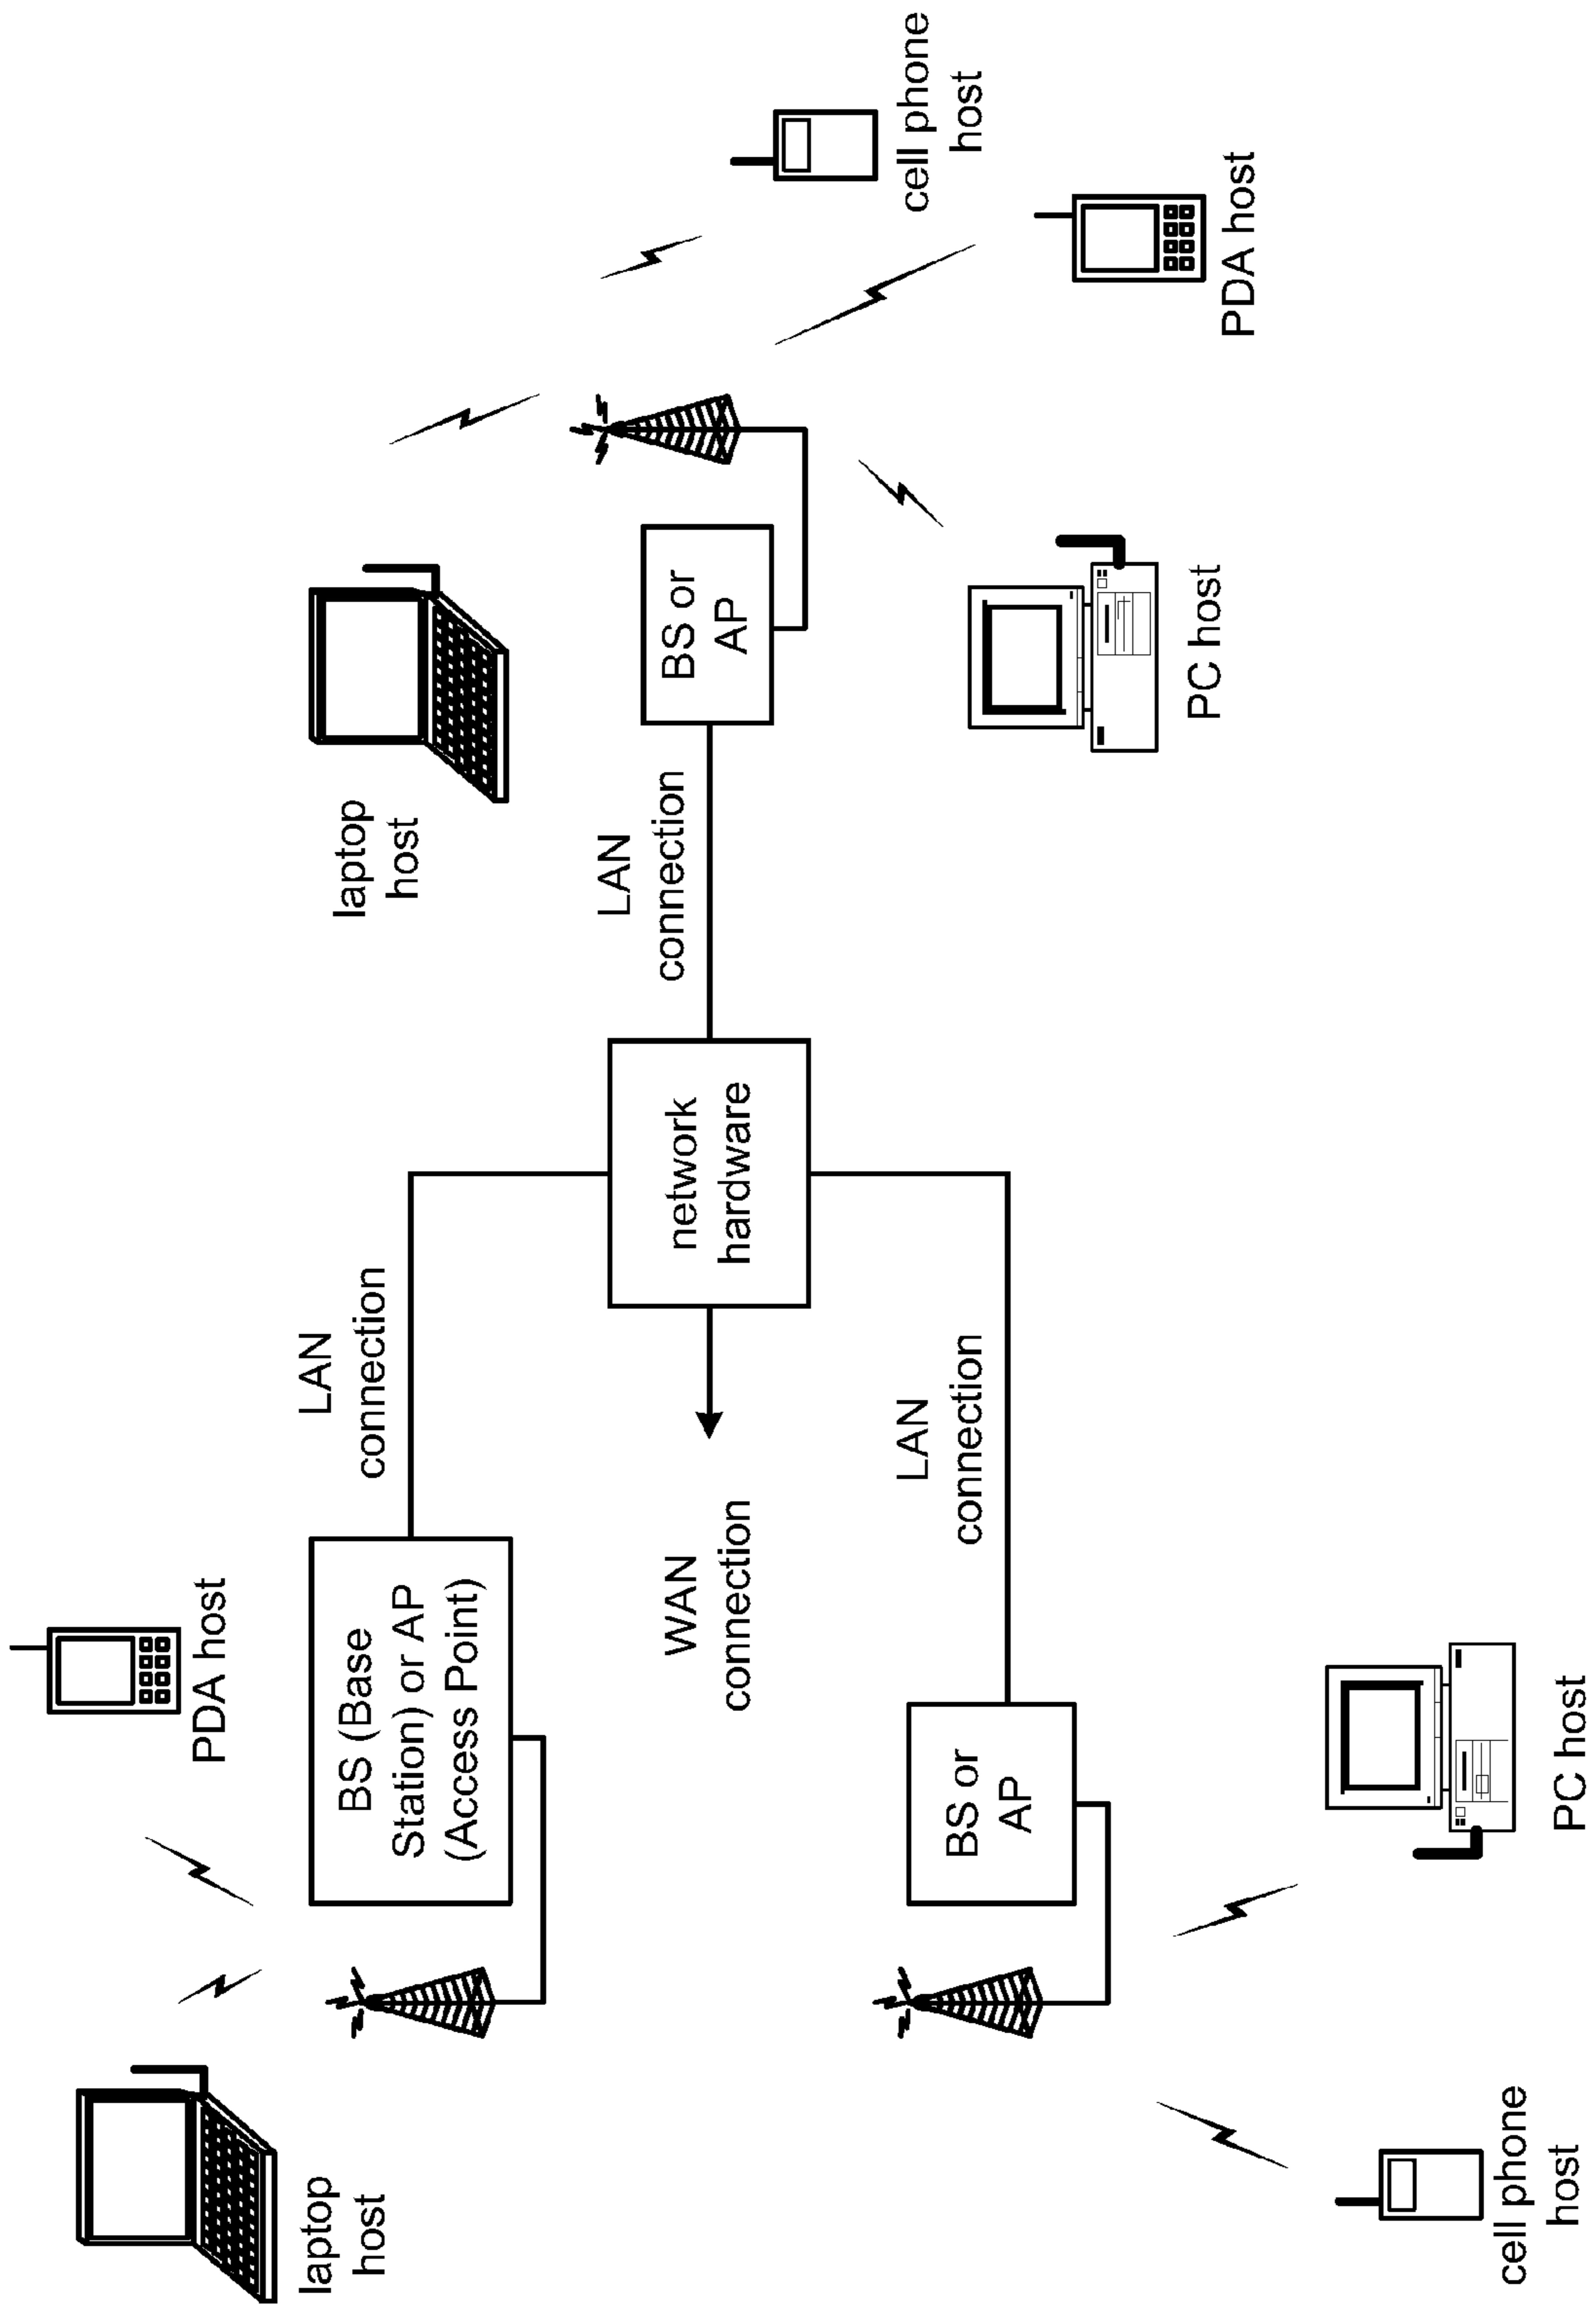 laptop
host
PDA host
BS (Base
Station) or AP
(Access Point)
LAN
connection
laptop
host
LAN
connection
BS or
AP
cell phone
host
PDA host
network
hardware
WAN
connection
LAN
connection
BS or
AP
PC host
cell phone
host
PC host